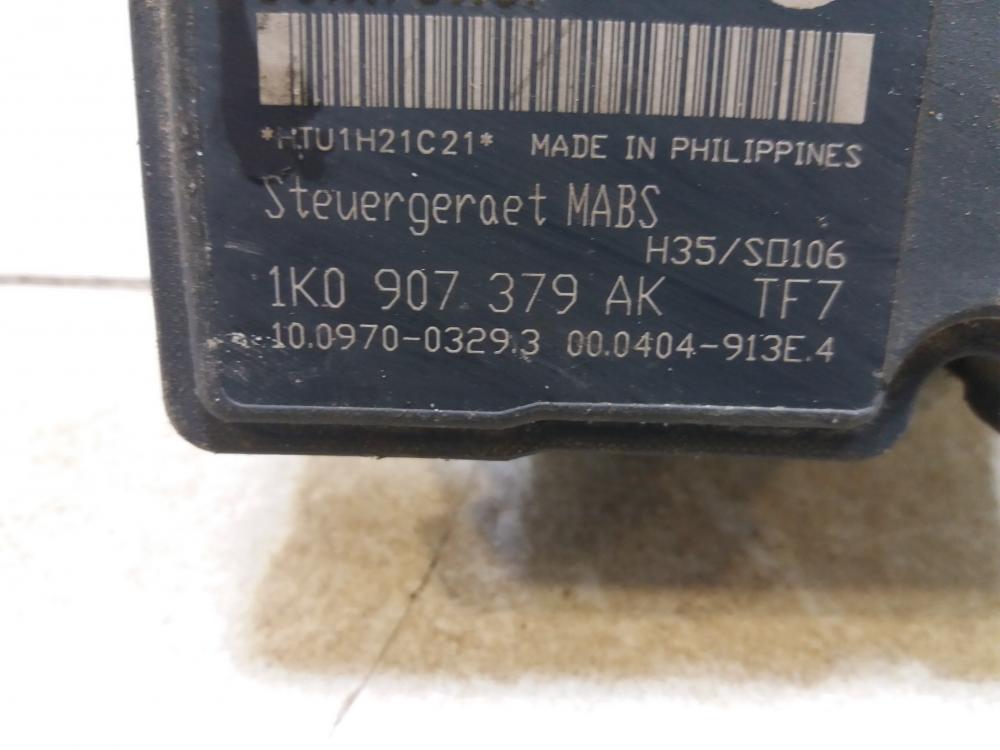 *HTU1H21C21* MADE IN PHILIPPINES
Steuergeraet MABS
H35/S0106
1K0 907 379 AK TF7
10.0970-0329.3 00.0404-913E.4